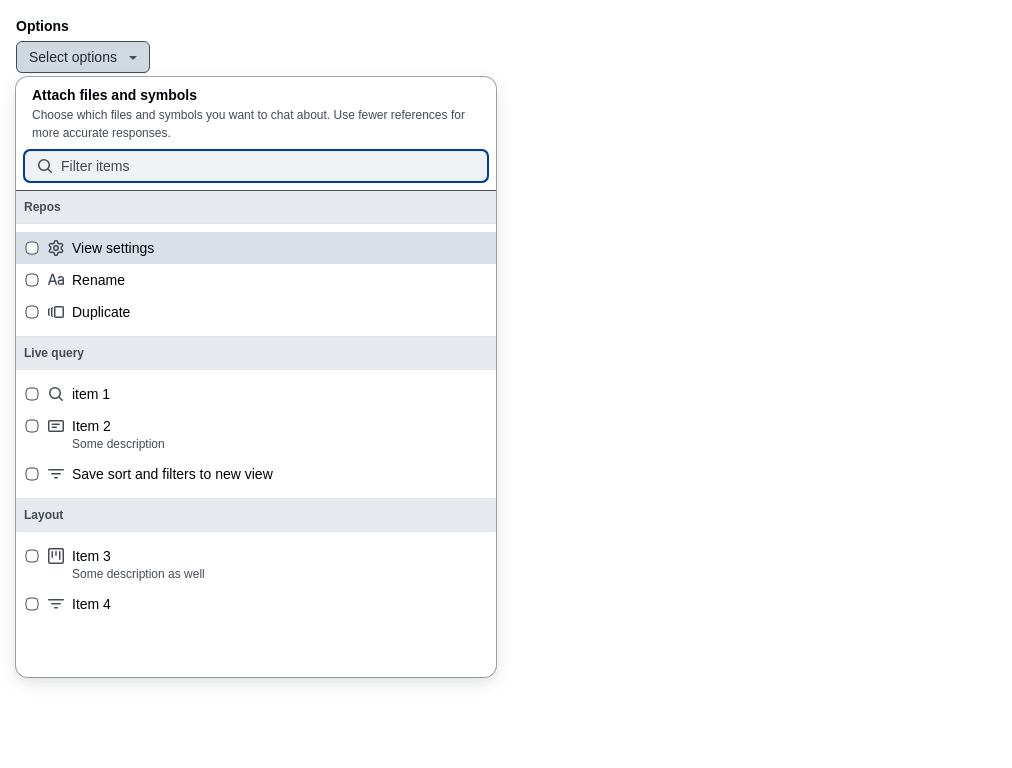 Options
Select options
Attach files and symbols
Choose which files and symbols you want to chat about. Use fewer references for
more accurate responses.
Filter items
Repos
View settings
Rename
Duplicate
Live query
item 1
Item 2
Some description
Save sort and filters to new view
Layout
Item 3
Some description as well
Item 4